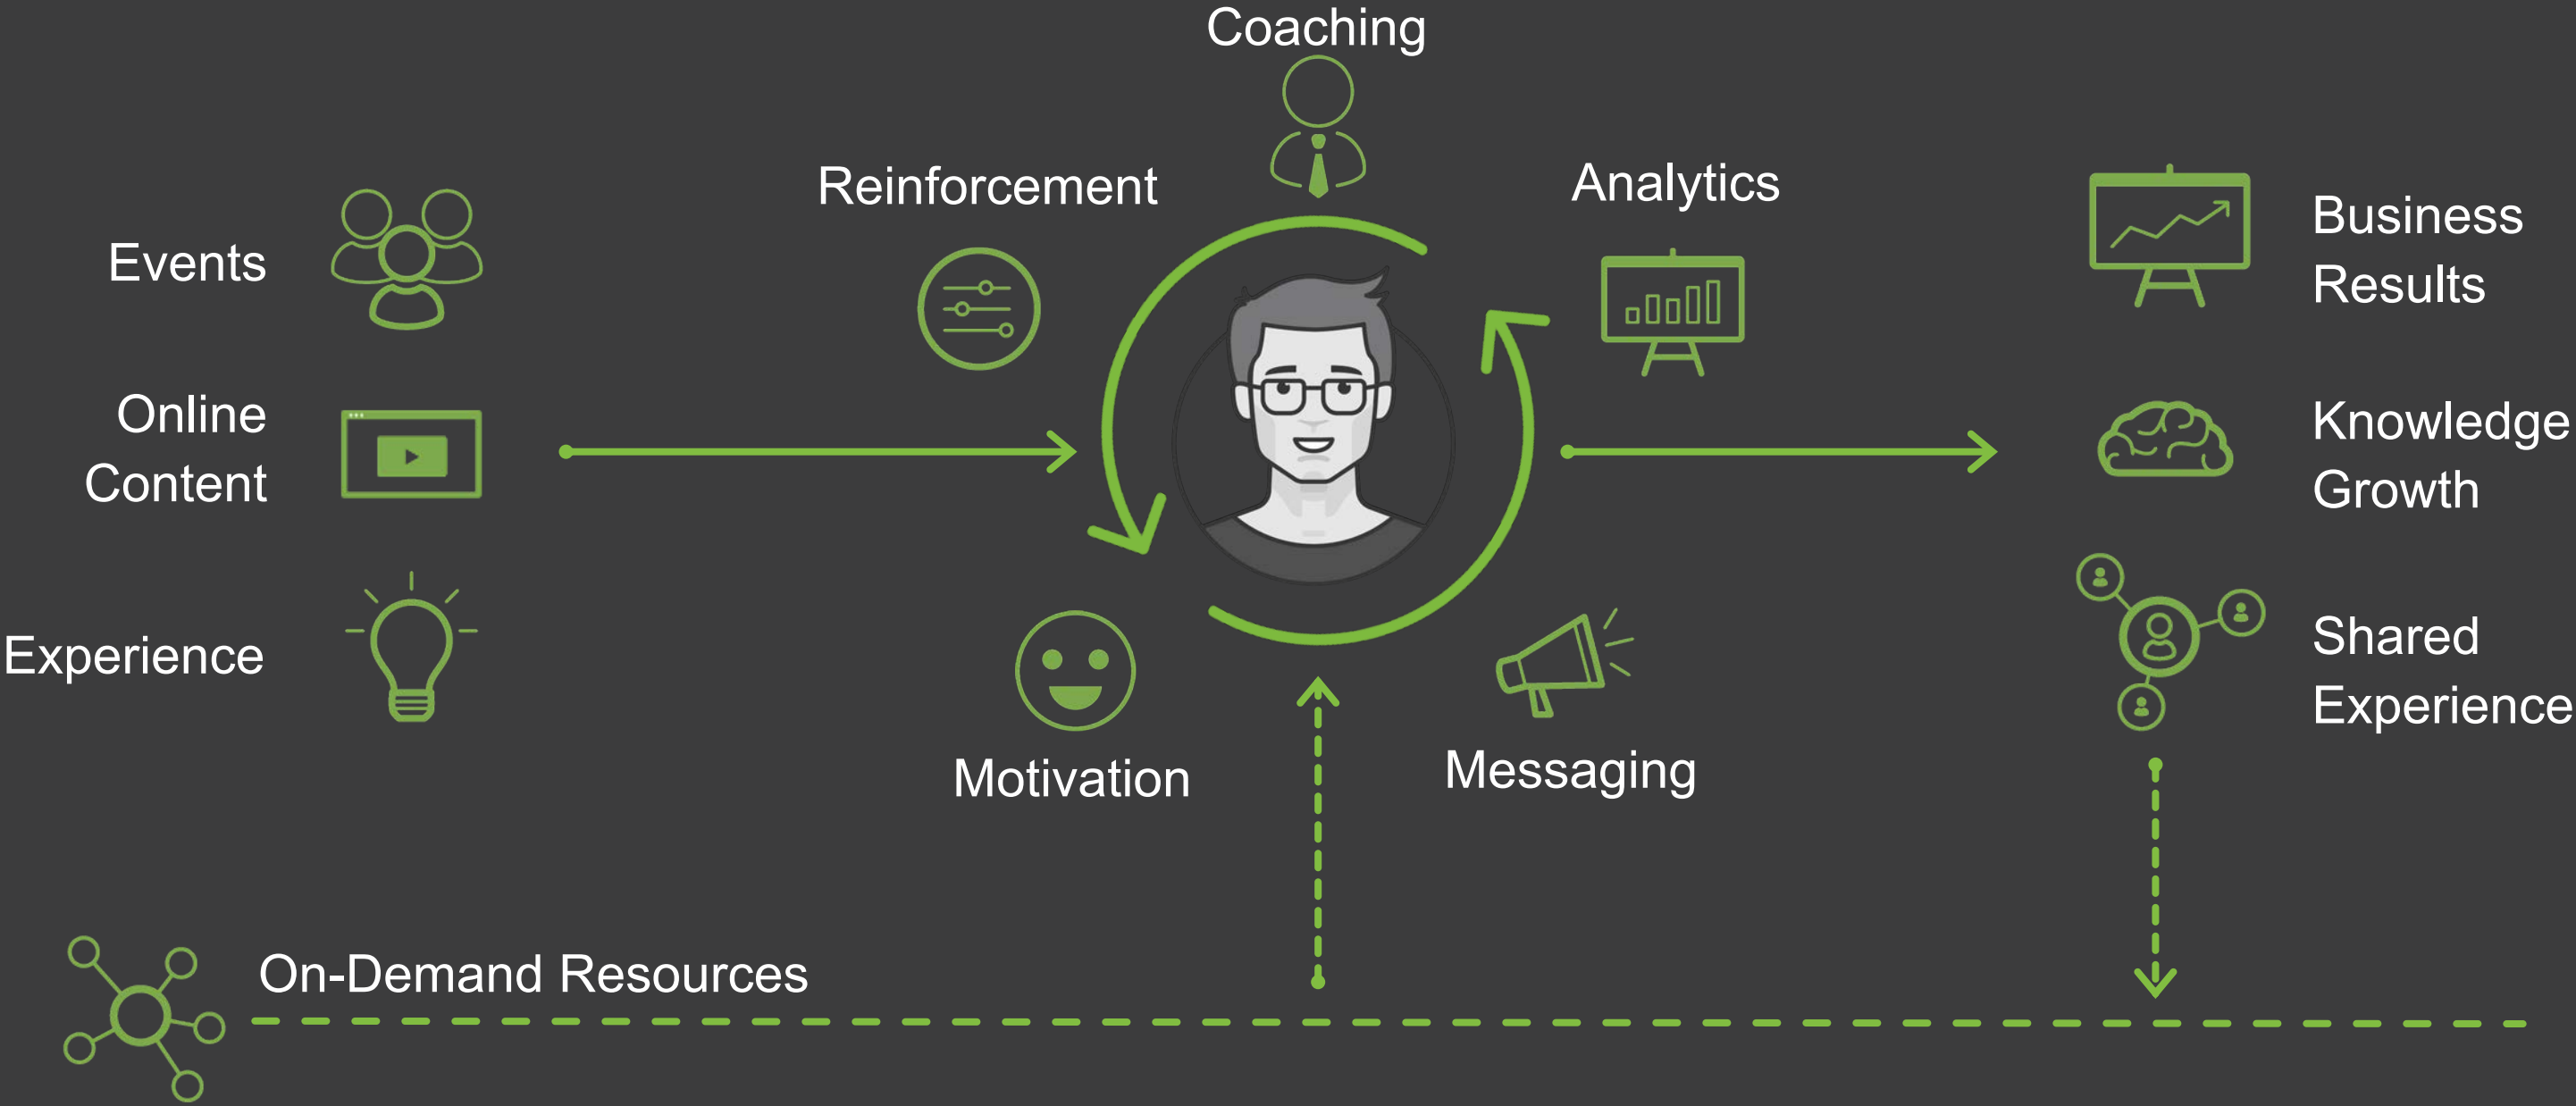 Coaching
Reinforcement
Analytics
Events
Online
Content
Experience
Motivation
Messaging
Business
Results
Knowledge
Growth
Shared
Experience
On-Demand Resources